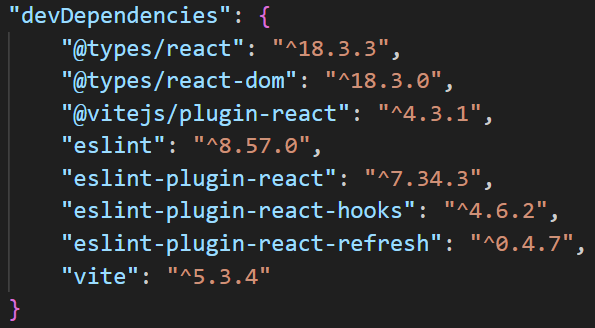 "devDependencies": {
"@types/react": "^18.3.3",
"@types/react-dom": "^18.3.0",
"@vitejs/plugin-react": "^4.3.1",
"eslint": "^8.57.0",
"eslint-plugin-react": "^7.34.3",
"eslint-plugin-react-hooks": "^4.6.2",
"eslint-plugin-react-refresh": "^0.4.7",
"vite": "^5.3.4"
}